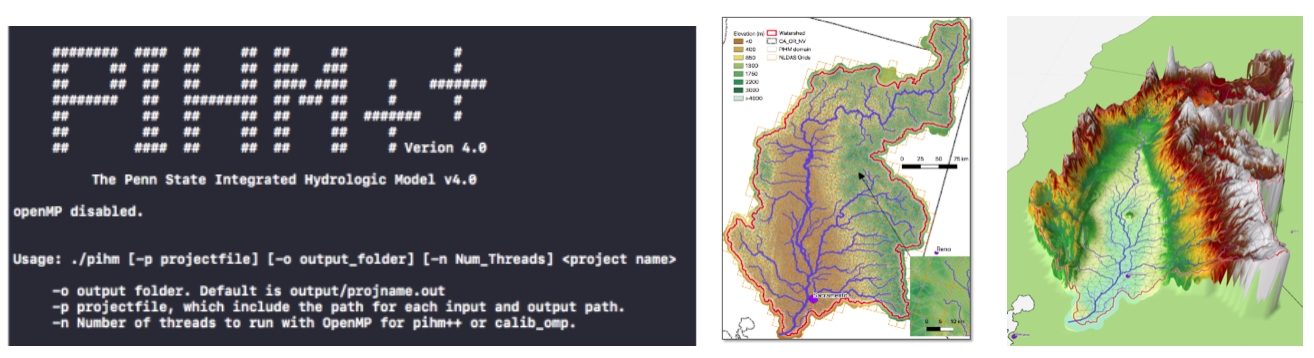 PIHM++
# Verion 4.0
The Penn State Integrated Hydrologic Model v4.0
openMP disabled.
Usage: ./pihm [-p projectfile] [-o output_folder] [-n Num_Threads] <project name>
-o output folder. Default is output/projname.out
-p projectfile, which include the path for each input and output path.
-n Number of threads to run with OpenMP for pihm++ or calib_omp.
Elevation (m)
<0
400
850
1300
1750
2200
3000
>4000
Watershed
CA_OR_NV
PIHM domain
NLDAS Grids
0 25 50 75 km
Reno
Sacramento
0 5 10 km